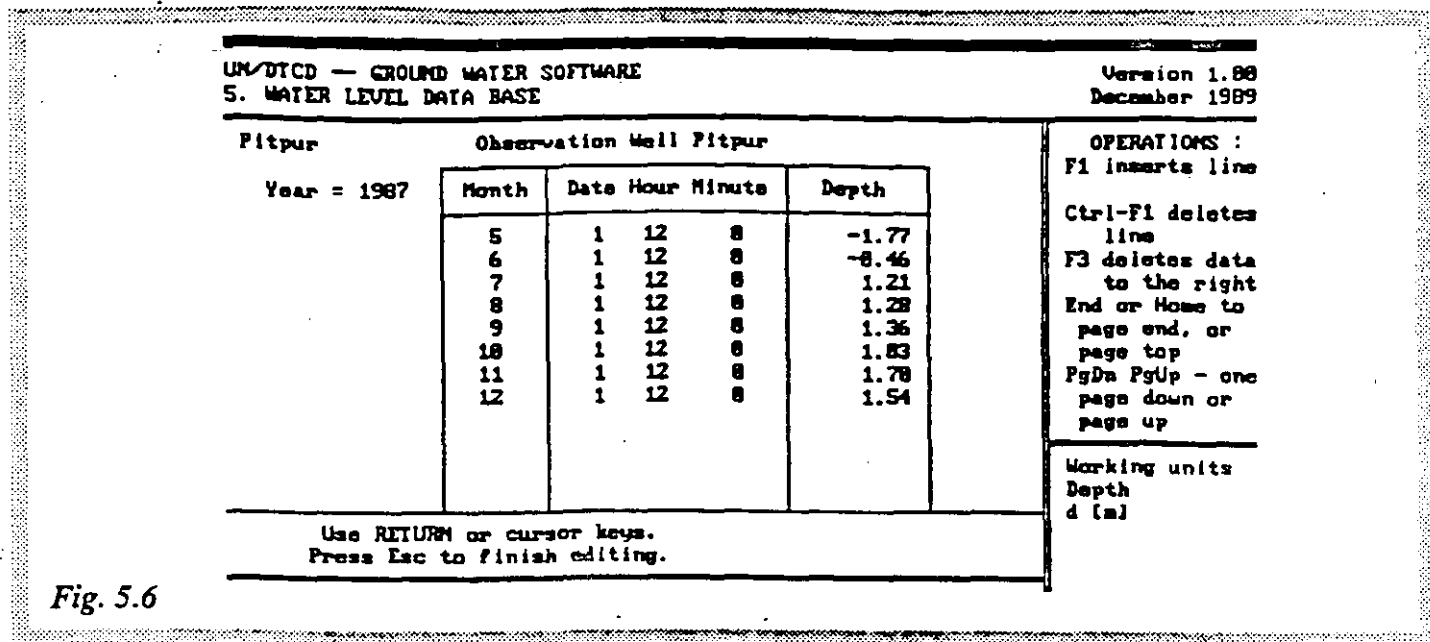 UN/DTCD — GROUND WATER SOFTWARE Version 1.00
5. WATER LEVEL DATA BASE December 1989
Pitpur Observation Well Pitpur
Year = 1987 Month Date Hour Minute Depth
5 1 12 0 -1.77
6 1 12 0 -0.46
7 1 12 0 1.21
8 1 12 0 1.28
9 1 12 0 1.36
10 1 12 0 1.83
11 1 12 0 1.70
12 1 12 0 1.54
OPERATIONS :
F1 inserts line
Ctrl-F1 deletes
line
F3 deletes data
to the right
End or Home to
page end, or
page top
PgDn PgUp - one
page down or
page up
Working units
Depth
d [m]
Use RETURN or cursor keys.
Press Esc to finish editing.
Fig. 5.6